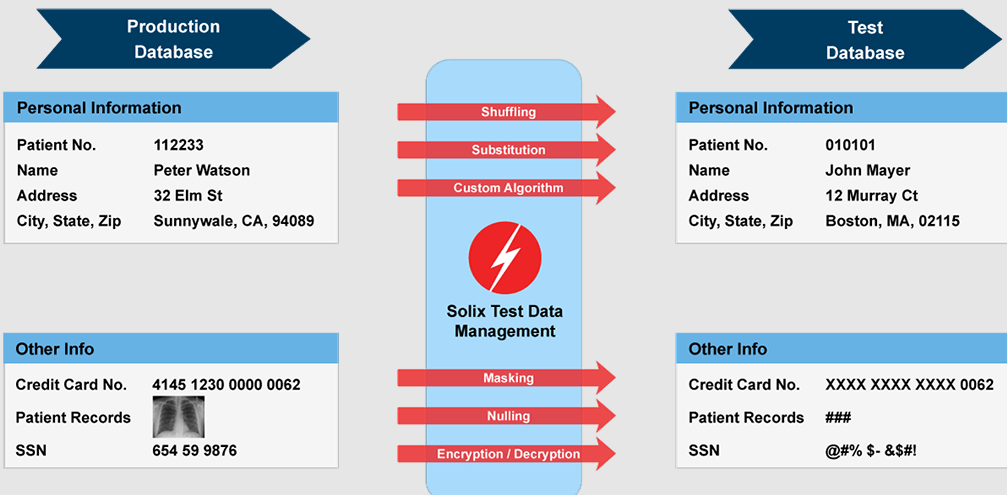 Production
Database
Test
Database
Personal Information
Patient No. 112233
Name Peter Watson
Address 32 Elm St
City, State, Zip Sunnywale, CA, 94089
Shuffling
Substitution
Custom Algorithm
Solix Test Data
Management
Masking
Nulling
Encryption / Decryption
Personal Information
Patient No. 010101
Name John Mayer
Address 12 Murray Ct
City, State, Zip Boston, MA, 02115
Other Info
Credit Card No. 4145 1230 0000 0062
Patient Records
SSN 654 59 9876
Other Info
Credit Card No. XXXX XXXX XXXX 0062
Patient Records ###
SSN @#% $- &$#!